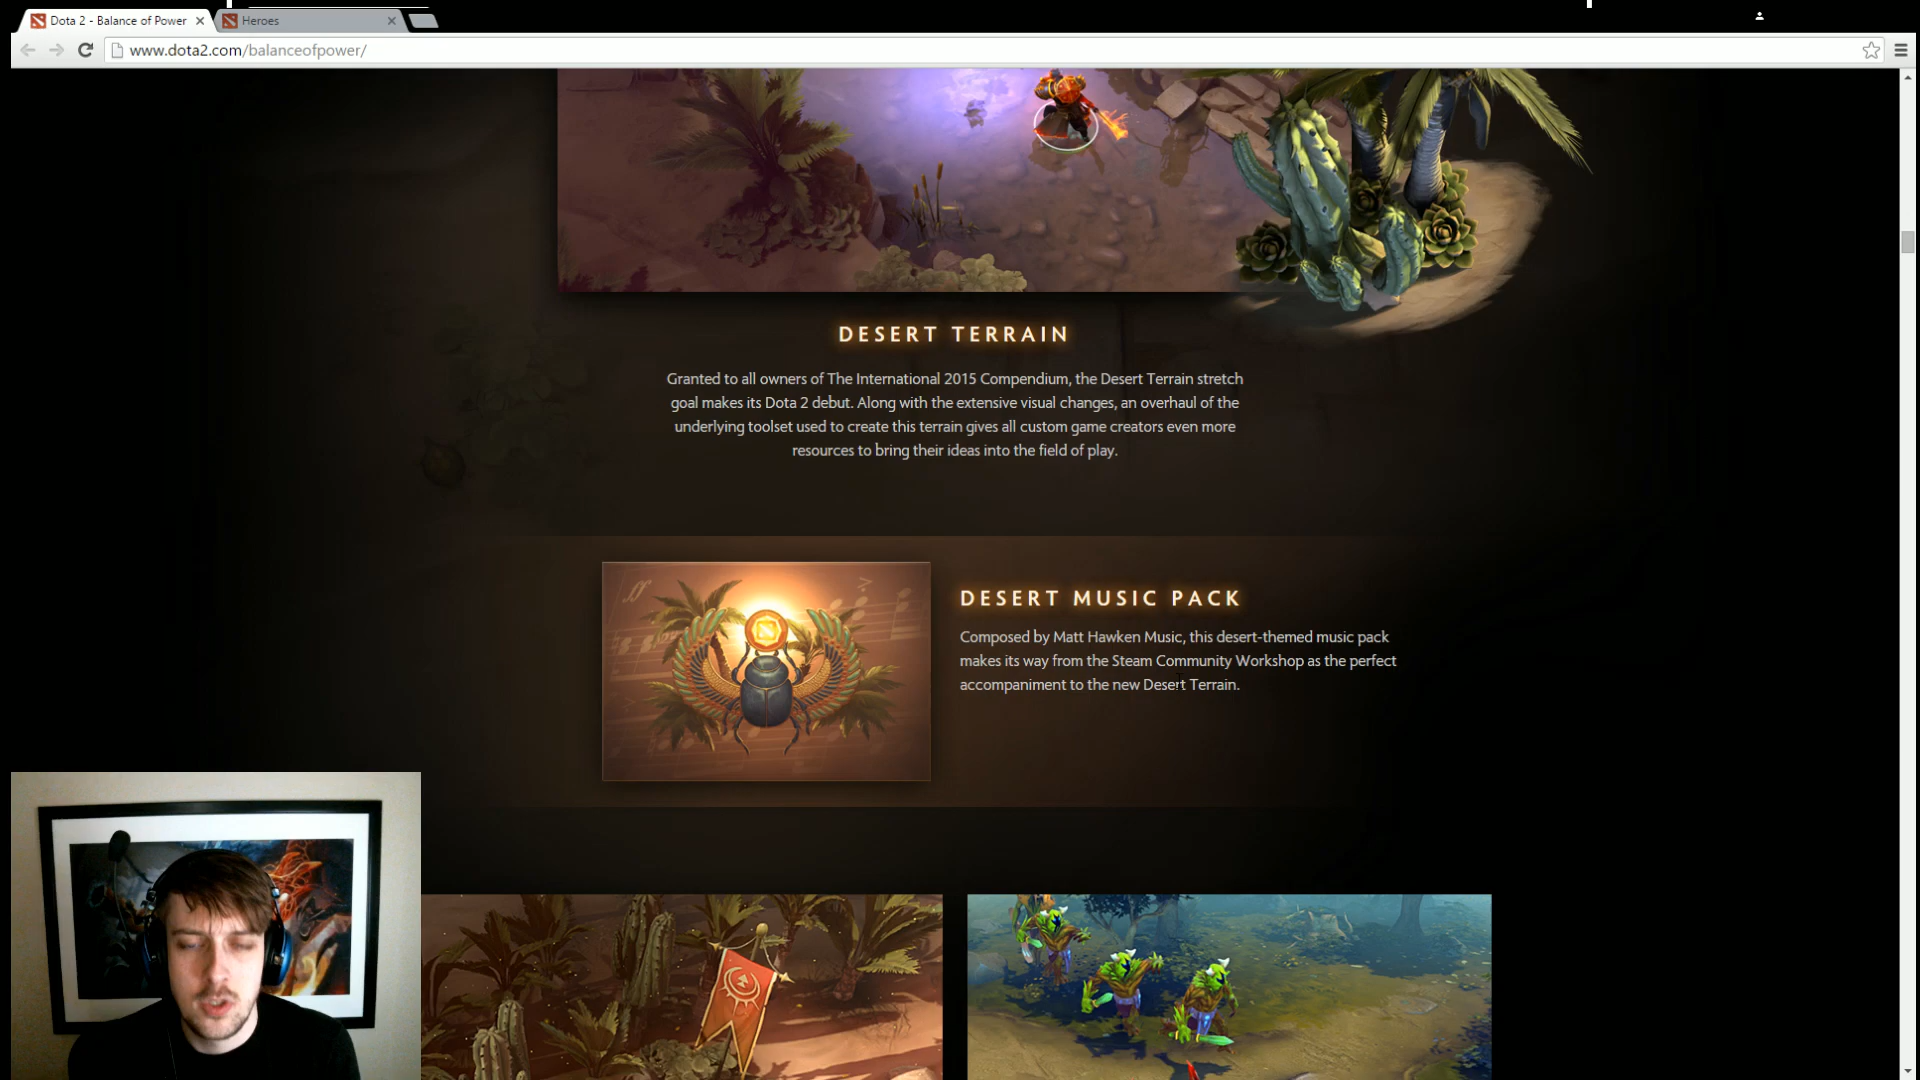 Dota 2 - Balance of Power
Heroes
www.dota2.com/balanceofpower/
DESERT TERRAIN
Granted to all owners of The International 2015 Compendium, the Desert Terrain stretch
goal makes its Dota 2 debut. Along with the extensive visual changes, an overhaul of the
underlying toolset used to create this terrain gives all custom game creators even more
resources to bring their ideas into the field of play.
DESERT MUSIC PACK
Composed by Matt Hawken Music, this desert-themed music pack
makes its way from the Steam Community Workshop as the perfect
accompaniment to the new Desert Terrain.